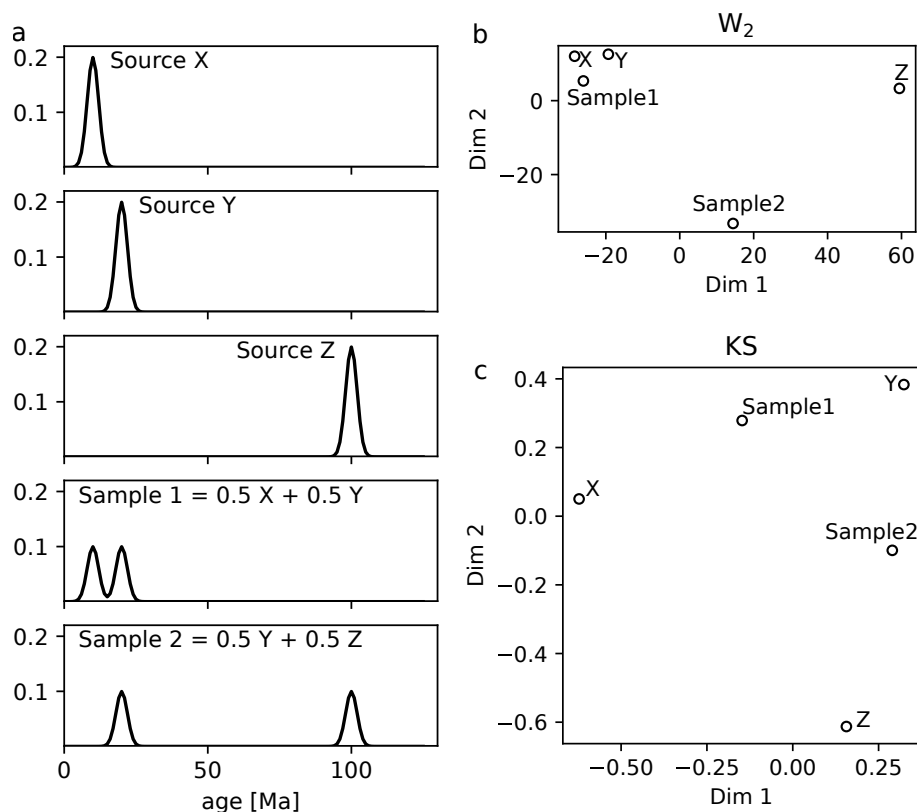 a
0.2
0.1
Source X
0.2
0.1
Source Y
0.2
0.1
Source Z
0.2
0.1
Sample 1 = 0.5 X + 0.5 Y
0.2
0.1
Sample 2 = 0.5 Y + 0.5 Z
0 50 100
age [Ma]
b
W₂
X
Y
Z
Sample1
Sample2
0
−20
Dim 2
−20 0 20 40 60
Dim 1
c
KS
Y
Sample1
X
Sample2
Z
0.4
0.2
0.0
−0.2
−0.4
−0.6
Dim 2
−0.50 −0.25 0.00 0.25
Dim 1